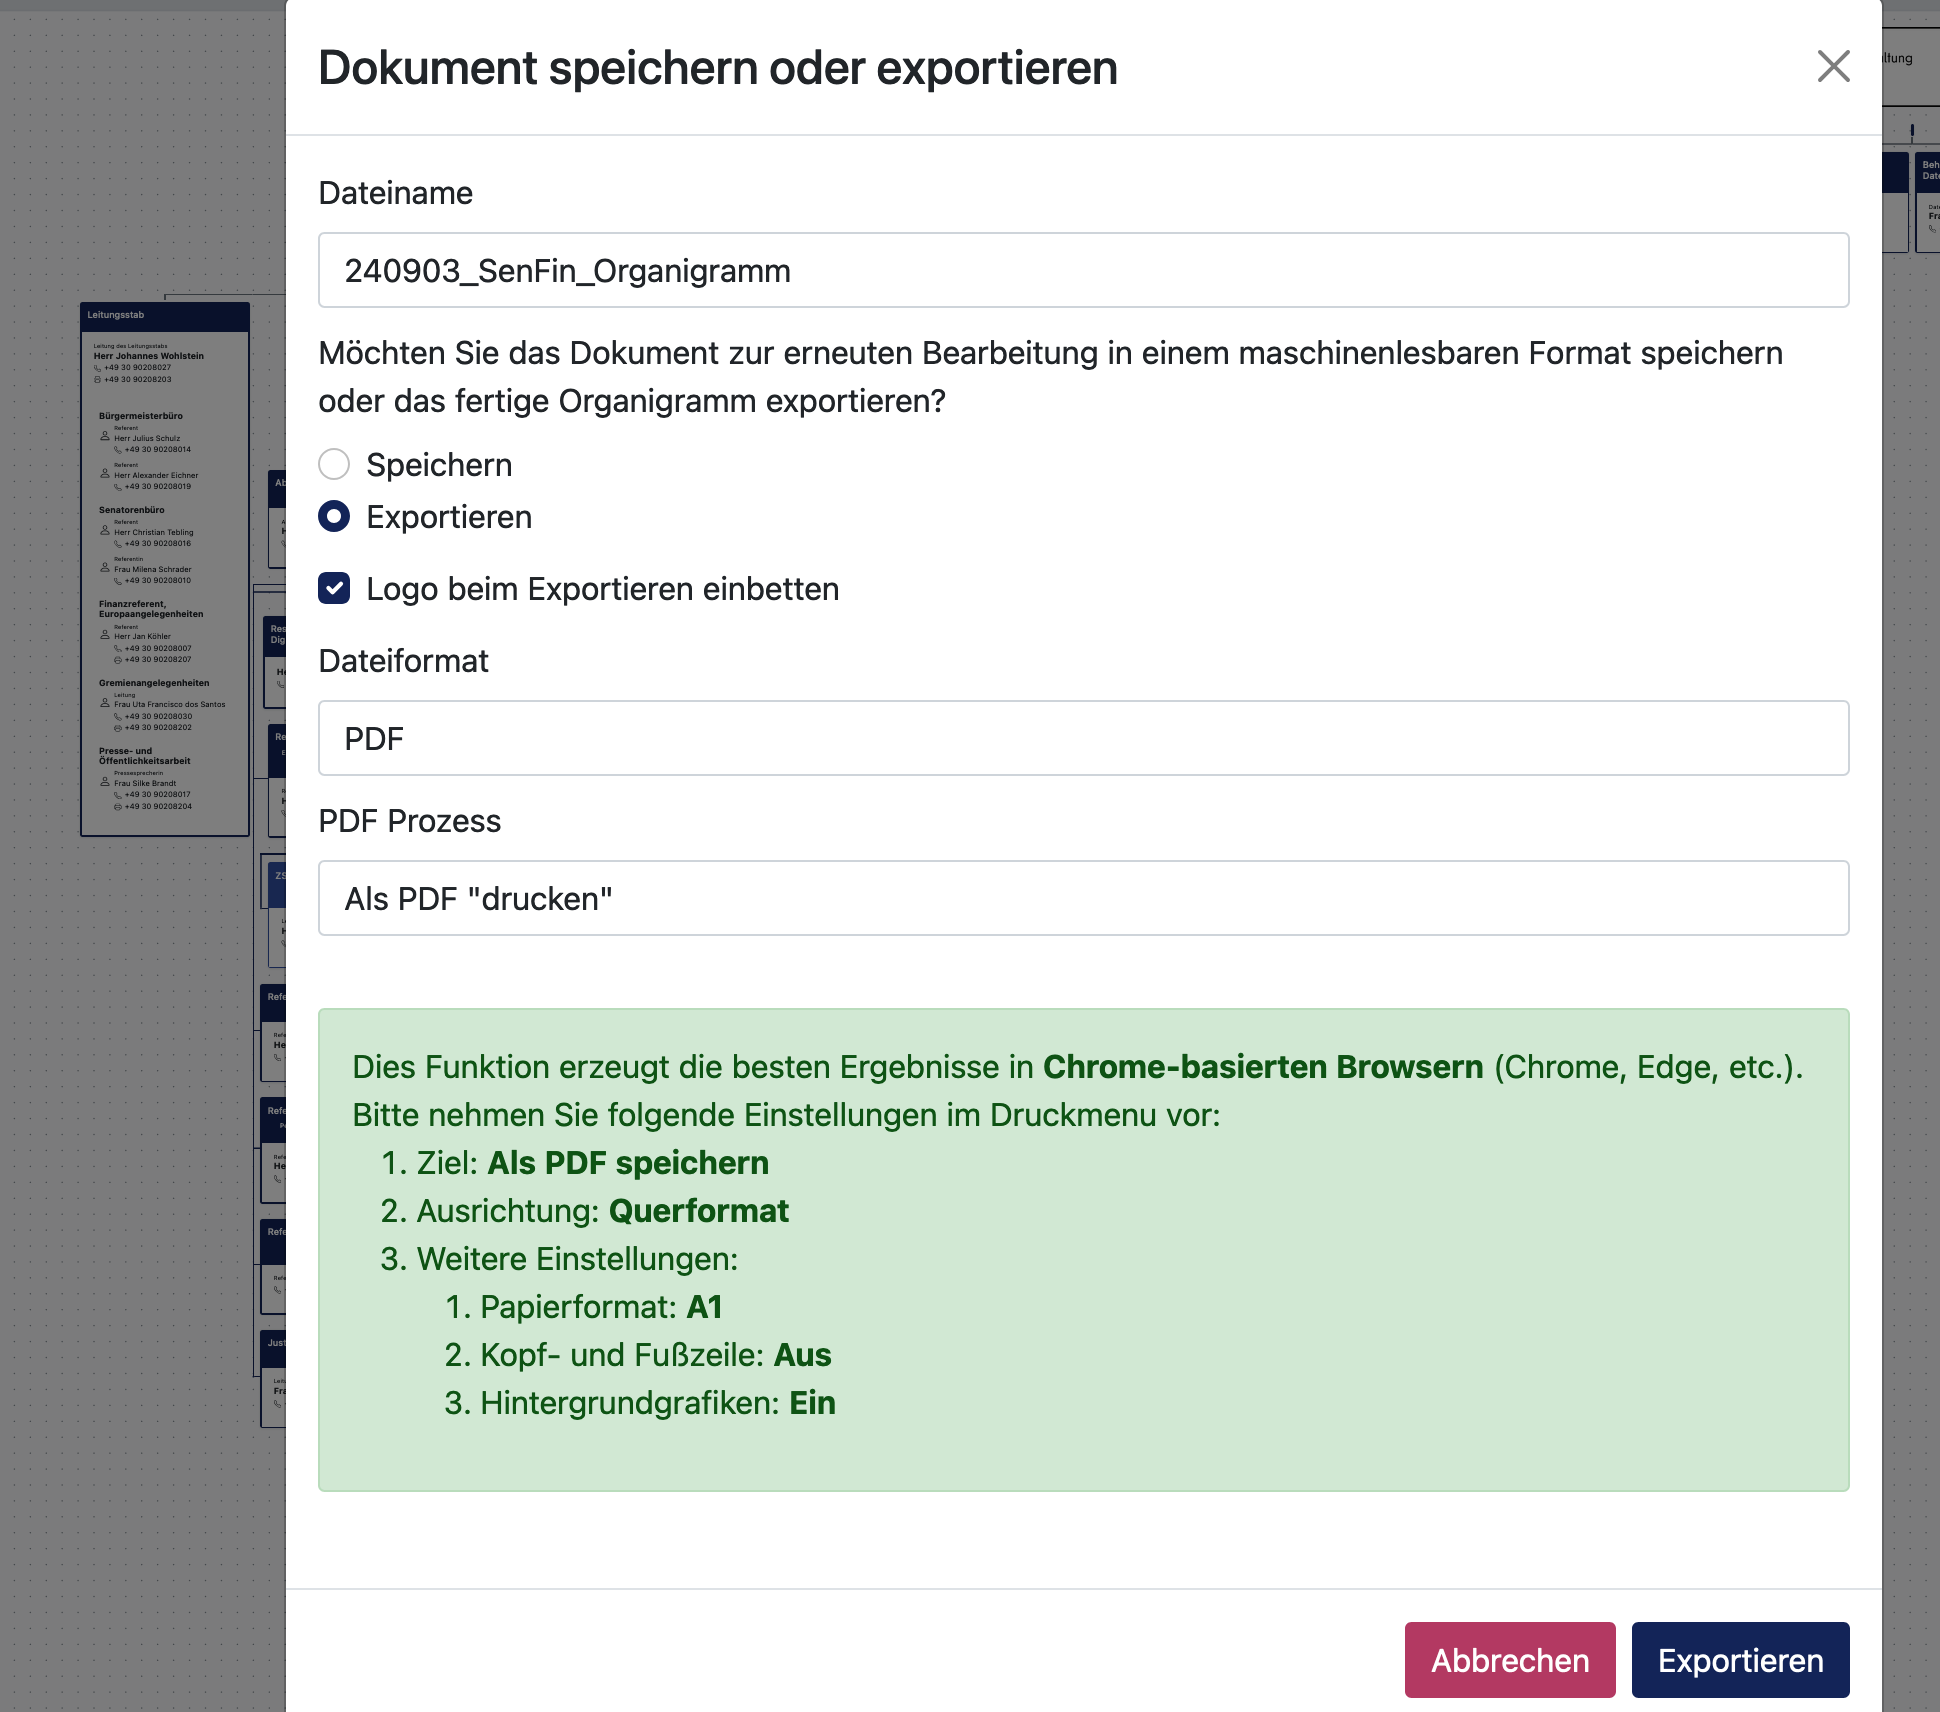 Dokument speichern oder exportieren
Dateiname
240903_SenFin_Organigramm
Möchten Sie das Dokument zur erneuten Bearbeitung in einem maschinenlesbaren Format speichern
oder das fertige Organigramm exportieren?
Speichern
Exportieren
Logo beim Exportieren einbetten
Dateiformat
PDF
PDF Prozess
Als PDF "drucken"
Dies Funktion erzeugt die besten Ergebnisse in Chrome-basierten Browsern (Chrome, Edge, etc.).
Bitte nehmen Sie folgende Einstellungen im Druckmenu vor:
1. Ziel: Als PDF speichern
2. Ausrichtung: Querformat
3. Weitere Einstellungen:
1. Papierformat: A1
2. Kopf- und Fußzeile: Aus
3. Hintergrundgrafiken: Ein
Abbrechen
Exportieren
Leitungsstab
Leitung des Leitungsstabs
Herr Johannes Wohlstein
+49 30 90208027
+49 30 90208203
Bürgermeisterbüro
Referent
Herr Julius Schulz
+49 30 90208014
Referent
Herr Alexander Eichner
+49 30 90208019
Senatorenbüro
Referent
Herr Christian Tebling
+49 30 90208016
Referentin
Frau Milena Schrader
+49 30 90208010
Finanzreferent,
Europaangelegenheiten
Referent
Herr Jan Köhler
+49 30 90208007
+49 30 90208207
Gremienangelegenheiten
Leitung
Frau Uta Francisco dos Santos
+49 30 90208030
+49 30 90208202
Presse- und
Öffentlichkeitsarbeit
Pressesprecherin
Frau Silke Brandt
+49 30 90208017
+49 30 90208204